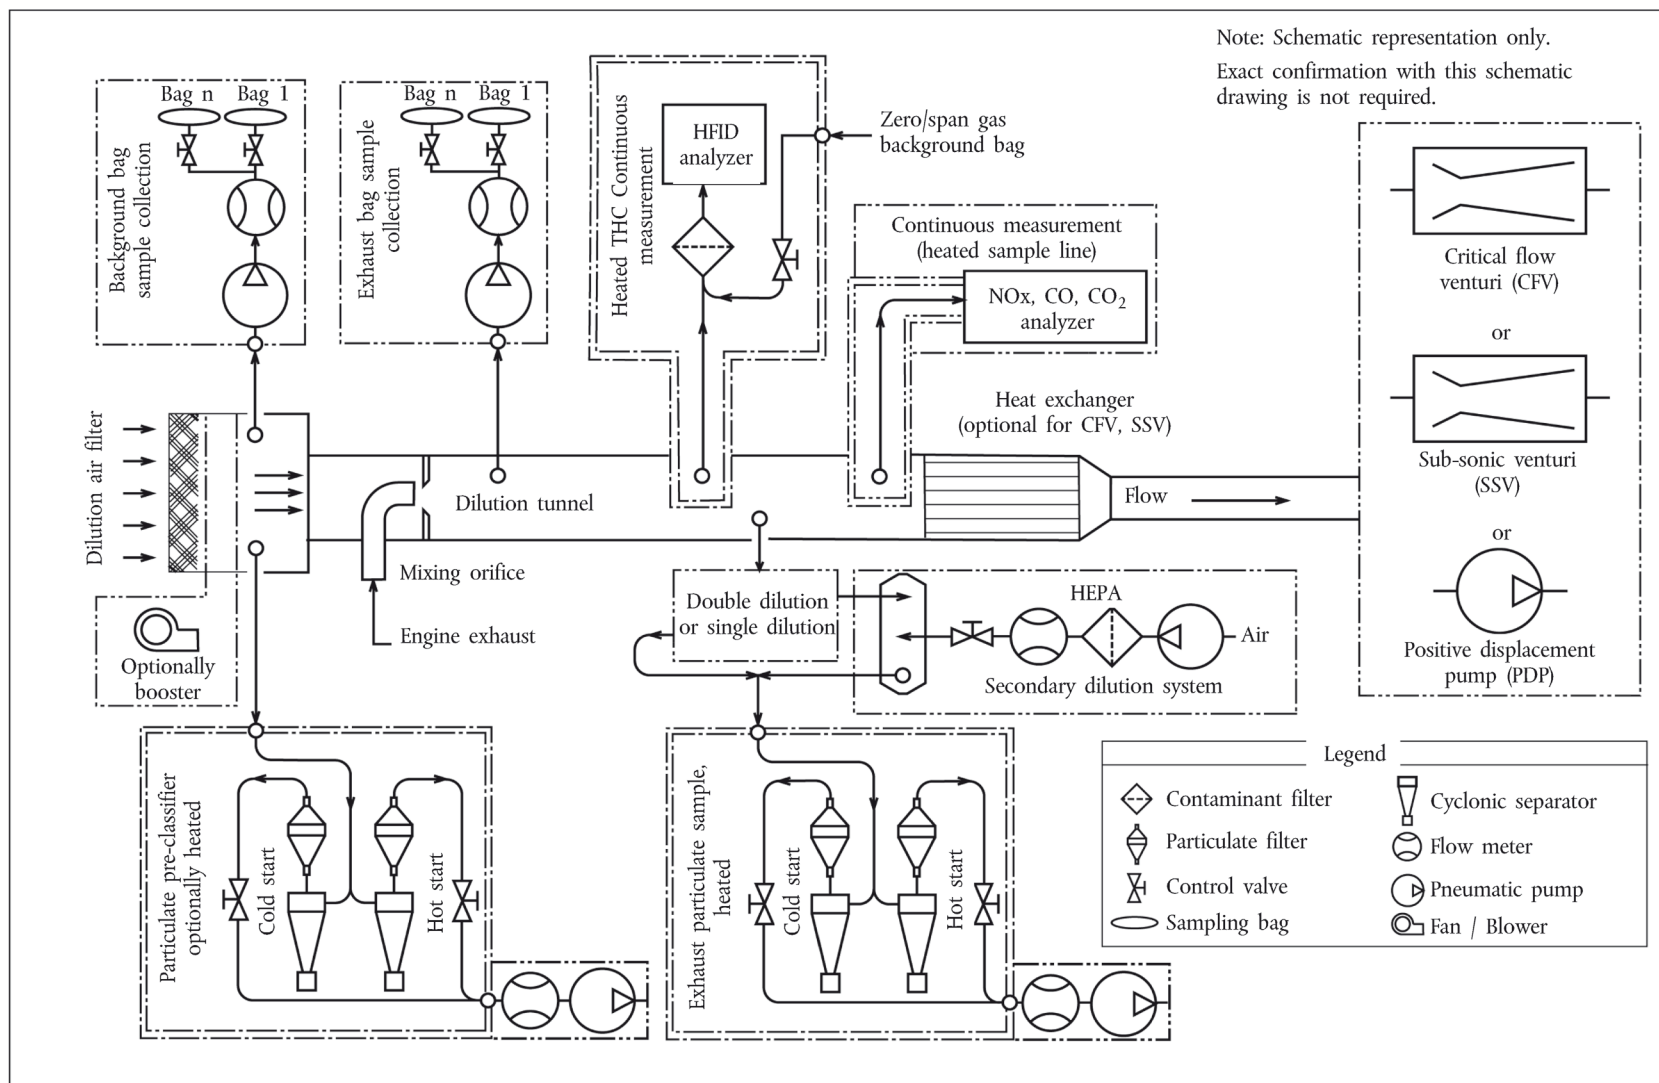 Note: Schematic representation only.
Exact confirmation with this schematic
drawing is not required.
Bag n
Bag 1
Background bag
sample collection
Bag n
Bag 1
Exhaust bag sample
collection
Heated THC Continuous
measurement
HFID
analyzer
Zero/span gas
background bag
Continuous measurement
(heated sample line)
NOx, CO, CO₂
analyzer
Critical flow
venturi (CFV)
or
Sub-sonic venturi
(SSV)
or
Positive displacement
pump (PDP)
Heat exchanger
(optional for CFV, SSV)
Dilution air filter
Dilution tunnel
Flow
Mixing orifice
Engine exhaust
Optionally
booster
Double dilution
or single dilution
HEPA
Air
Secondary dilution system
Particulate pre-classifier
optionally heated
Cold start
Hot start
Exhaust particulate sample,
heated
Cold start
Hot start
Legend
Contaminant filter
Particulate filter
Control valve
Sampling bag
Cyclonic separator
Flow meter
Pneumatic pump
Fan / Blower